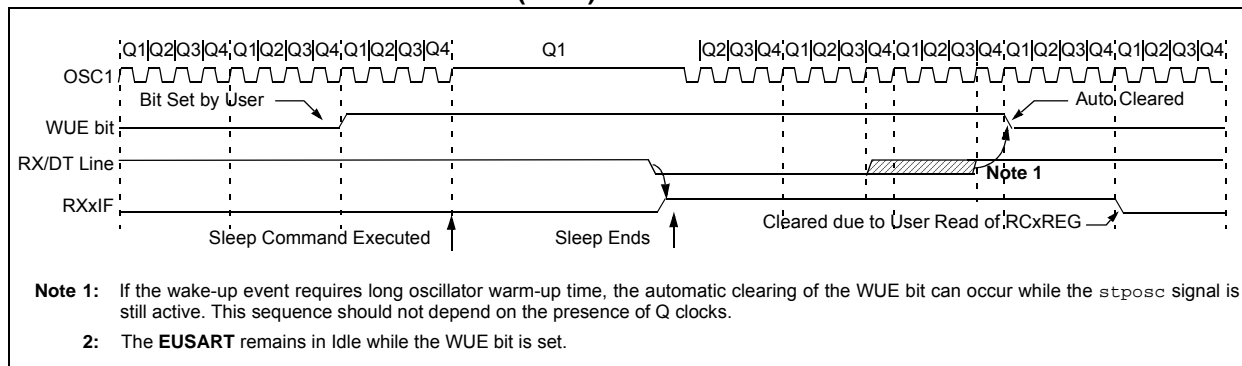 Q1|Q2|Q3|Q4|Q1|Q2|Q3|Q4|Q1|Q2|Q3|Q4 Q1 Q2|Q3|Q4|Q1|Q2|Q3|Q4|Q1|Q2|Q3|Q4|Q1|Q2|Q3|Q4|Q1|Q2|Q3|Q4
OSC1
Bit Set by User Auto Cleared
WUE bit
RX/DT Line
Note 1
RXxIF
Cleared due to User Read of RCxREG
Sleep Command Executed Sleep Ends
Note 1: If the wake-up event requires long oscillator warm-up time, the automatic clearing of the WUE bit can occur while the stposc signal is
still active. This sequence should not depend on the presence of Q clocks.
2: The EUSART remains in Idle while the WUE bit is set.